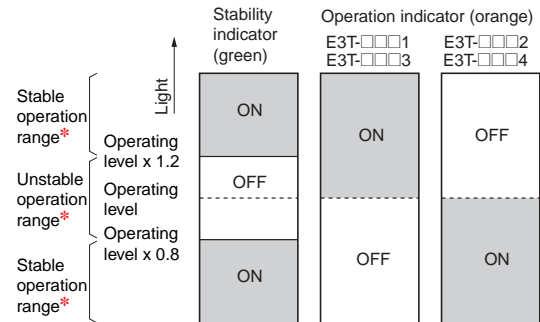 Stability
indicator
(green)
Operation indicator (orange)
E3T-□□□1
E3T-□□□3
E3T-□□□2
E3T-□□□4
Light
Stable
operation
range*
Operating
level x 1.2
Unstable
operation
range*
Operating
level
Operating
level x 0.8
Stable
operation
range*
ON
OFF
ON
ON
OFF
OFF
ON